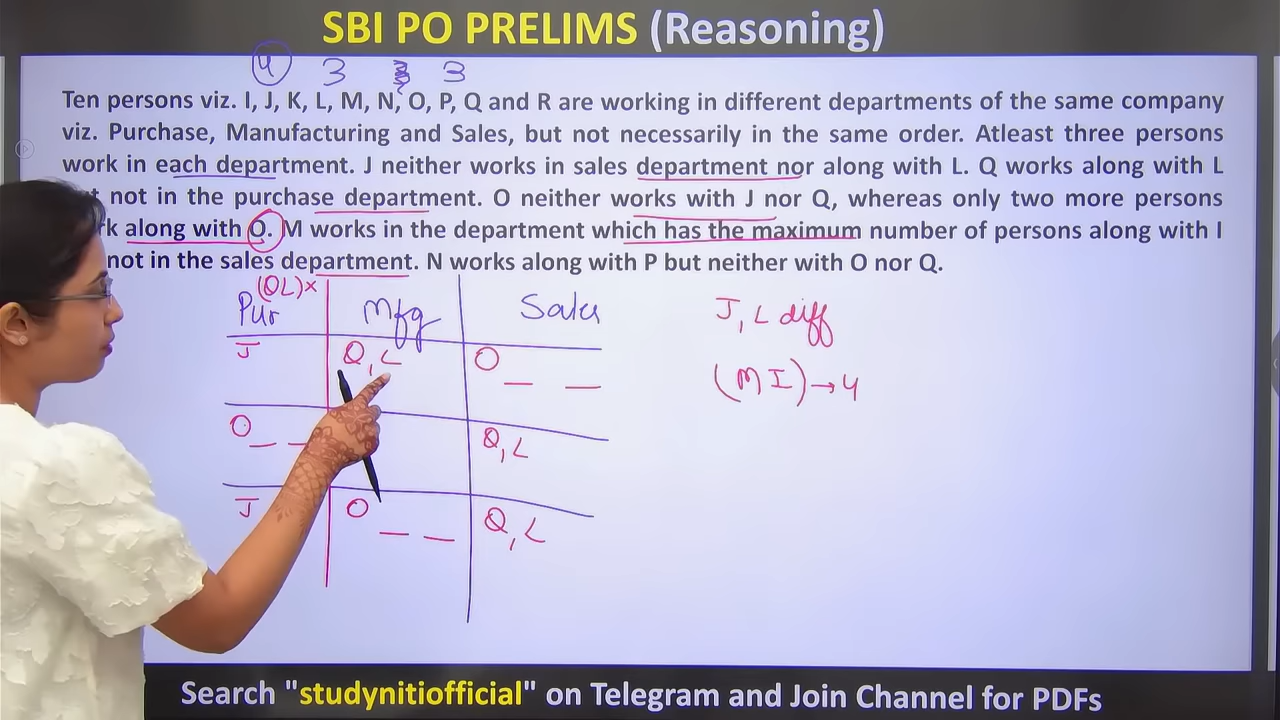 SBI PO PRELIMS (Reasoning)
4 3 3
Ten persons viz. I, J, K, L, M, N, O, P, Q and R are working in different departments of the same company
viz. Purchase, Manufacturing and Sales, but not necessarily in the same order. Atleast three persons
work in each department. J neither works in sales department nor along with L. Q works along with L
not in the purchase department. O neither works with J nor Q, whereas only two more persons
along with O. M works in the department which has the maximum number of persons along with I
not in the sales department. N works along with P but neither with O nor Q.
(QL)×
Pur Mfg Sales J, L diff
J Q, L O _ _ (M I) → 4
O _ _ Q, L
J O _ _ Q, L
Search "studynitiofficial" on Telegram and Join Channel for PDFs